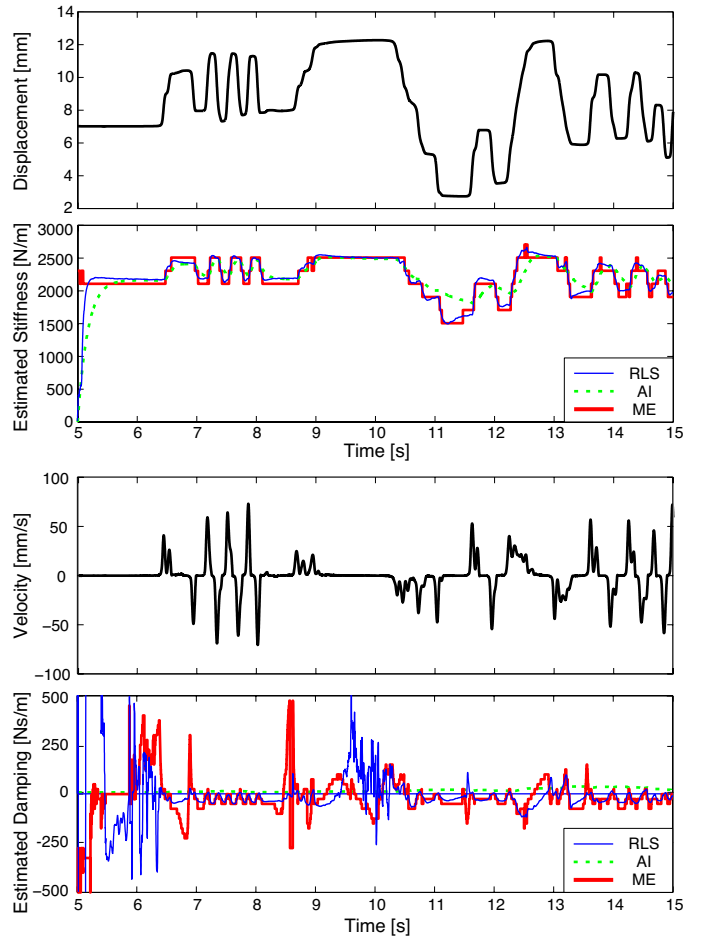 14
12
10
8
6
4
2
Displacement [mm]
3000
2500
2000
1500
1000
500
0
Estimated Stiffness [N/m]
RLS
AI
ME
5 6 7 8 9 10 11 12 13 14 15
Time [s]
100
50
0
−50
−100
Velocity [mm/s]
500
250
0
-250
−500
Estimated Damping [Ns/m]
RLS
AI
ME
5 6 7 8 9 10 11 12 13 14 15
Time [s]